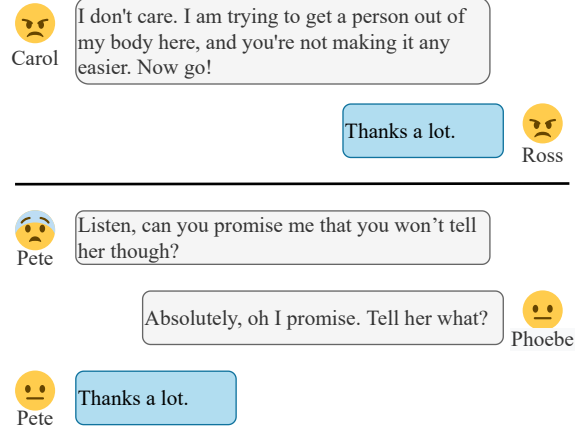 I don't care. I am trying to get a person out of
my body here, and you're not making it any
easier. Now go!
Carol
Thanks a lot.
Ross
Listen, can you promise me that you won’t tell
her though?
Pete
Absolutely, oh I promise. Tell her what?
Phoebe
Thanks a lot.
Pete